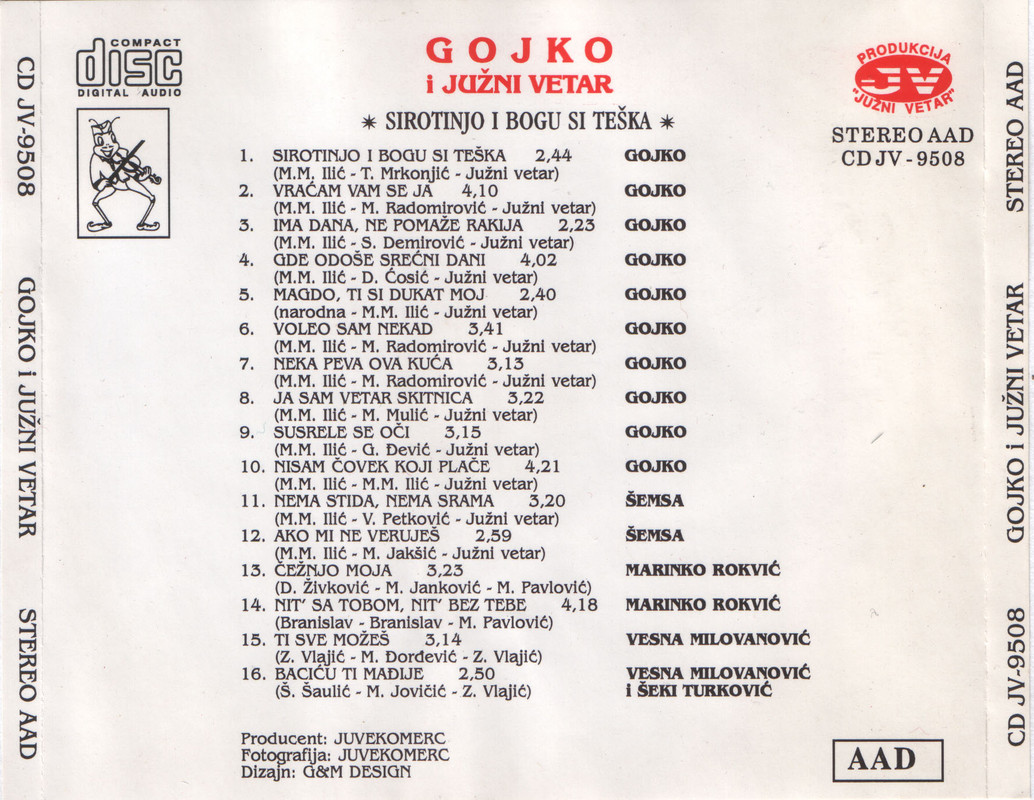 COMPACT
disc
DIGITAL AUDIO
GOJKO
i JUŽNI VETAR
* SIROTINJO I BOGU SI TEŠKA *
PRODUKCIJA
JV
"JUŽNI VETAR"
STEREO AAD
CD JV - 9508
1. SIROTINJO I BOGU SI TEŠKA 2,44 GOJKO
(M.M. Ilić - T. Mrkonjić - Južni vetar)
2. VRAĆAM VAM SE JA 4,10 GOJKO
(M.M. Ilić - M. Radomirović - Južni vetar)
3. IMA DANA, NE POMAŽE RAKIJA 2,23 GOJKO
(M.M. Ilić - S. Demirović - Južni vetar)
4. GDE ODOŠE SREĆNI DANI 4,02 GOJKO
(M.M. Ilić - D. Ćosić - Južni vetar)
5. MAGDO, TI SI DUKAT MOJ 2,40 GOJKO
(narodna - M.M. Ilić - Južni vetar)
6. VOLEO SAM NEKAD 3,41 GOJKO
(M.M. Ilić - M. Radomirović - Južni vetar)
7. NEKA PEVA OVA KUĆA 3,13 GOJKO
(M.M. Ilić - M. Radomirović - Južni vetar)
8. JA SAM VETAR SKITNICA 3,22 GOJKO
(M.M. Ilić - M. Mulić - Južni vetar)
9. SUSRELE SE OČI 3,15 GOJKO
(M.M. Ilić - G. Dević - Južni vetar)
10. NISAM ČOVEK KOJI PLAČE 4,21 GOJKO
(M.M. Ilić - M.M. Ilić - Južni vetar)
11. NEMA STIDA, NEMA SRAMA 3,20 ŠEMSA
(M.M. Ilić - V. Petković - Južni vetar)
12. AKO MI NE VERUJEŠ 2,59 ŠEMSA
(M.M. Ilić - M. Jakšić - Južni vetar)
13. ČEŽNJO MOJA 3,23 MARINKO ROKVIĆ
(D. Živković - M. Janković - M. Pavlović)
14. NIT' SA TOBOM, NIT' BEZ TEBE 4,18 MARINKO ROKVIĆ
(Branislav - Branislav - M. Pavlović)
15. TI SVE MOŽEŠ 3,14 VESNA MILOVANOVIĆ
(Z. Vlajić - M. Đorđević - Z. Vlajić)
16. BACIĆU TI MAĐIJE 2,50 VESNA MILOVANOVIĆ
(Š. Šaulić - M. Jovičić - Z. Vlajić) i ŠEKI TURKOVIĆ
Producent: JUVEKOMERC
Fotografija: JUVEKOMERC
Dizajn: G&M DESIGN
AAD
CD JV-9508 GOJKO i JUŽNI VETAR STEREO AAD
CD JV-9508 GOJKO i JUŽNI VETAR STEREO AAD